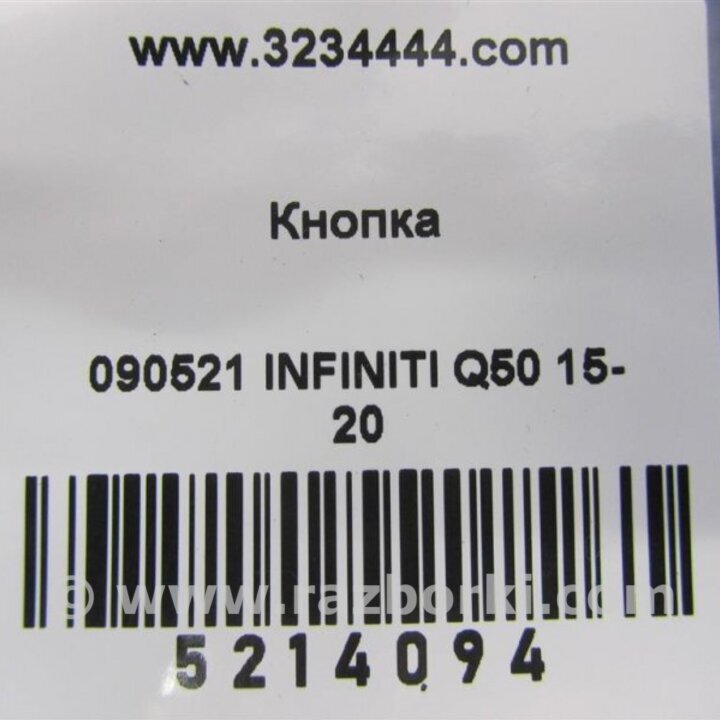 www.3234444.com
Кнопка
090521 INFINITI Q50 15-
20
© www.razborki.com
5214094